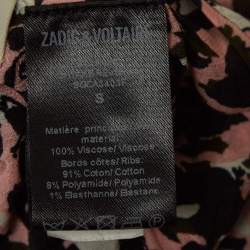 ZADIG & VOLTAIRE
S
Matière
material:
100% Viscose/ Viscose
Bords côtes/ Ribs:
91% Coton/ Cotton
8% Polyamide/ Polyamide
1% Elasthanne/ Elastane